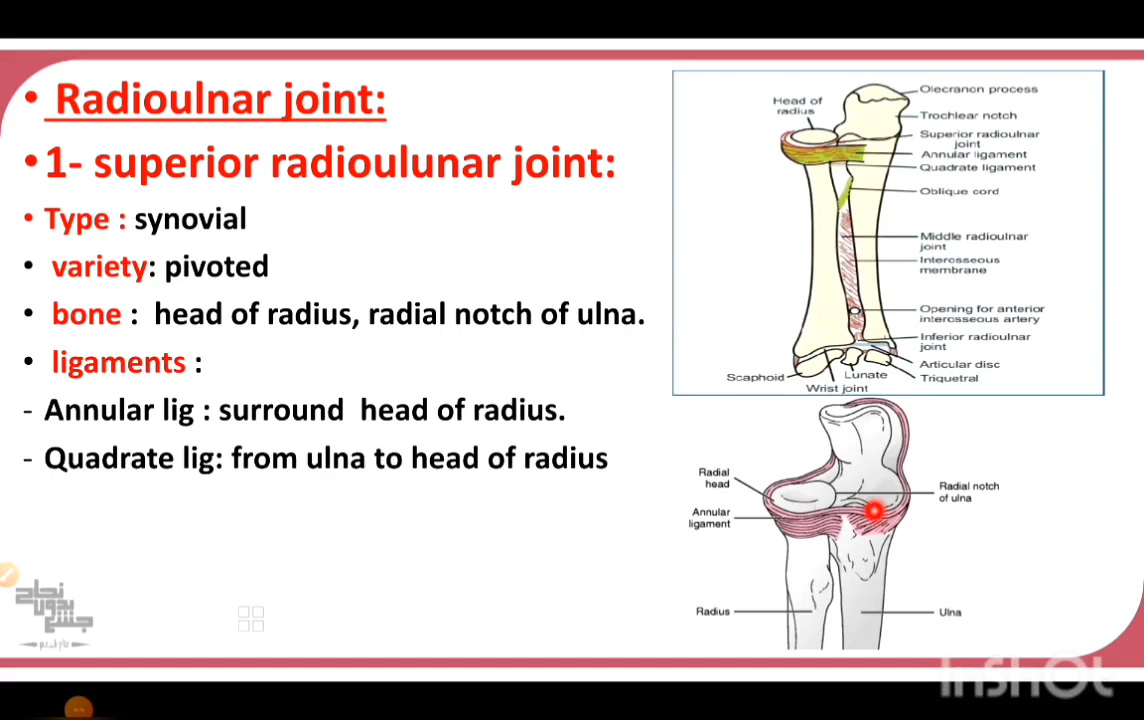 • Radioulnar joint:
• 1- superior radioulunar joint:
• Type : synovial
• variety: pivoted
• bone : head of radius, radial notch of ulna.
• ligaments :
- Annular lig : surround head of radius.
- Quadrate lig: from ulna to head of radius
Head of
radius
Olecranon process
Trochlear notch
Superior radioulnar
joint
Annular ligament
Quadrate ligament
Oblique cord
Middle radioulnar
joint
Interosseous
membrane
Opening for anterior
interosseous artery
Inferior radioulnar
joint
Articular disc
Triquetral
Scaphoid
Lunate
Wrist joint
Radial
head
Annular
ligament
Radius
Radial notch
of ulna
Ulna
نجاح
بدون
جشع
InShOt